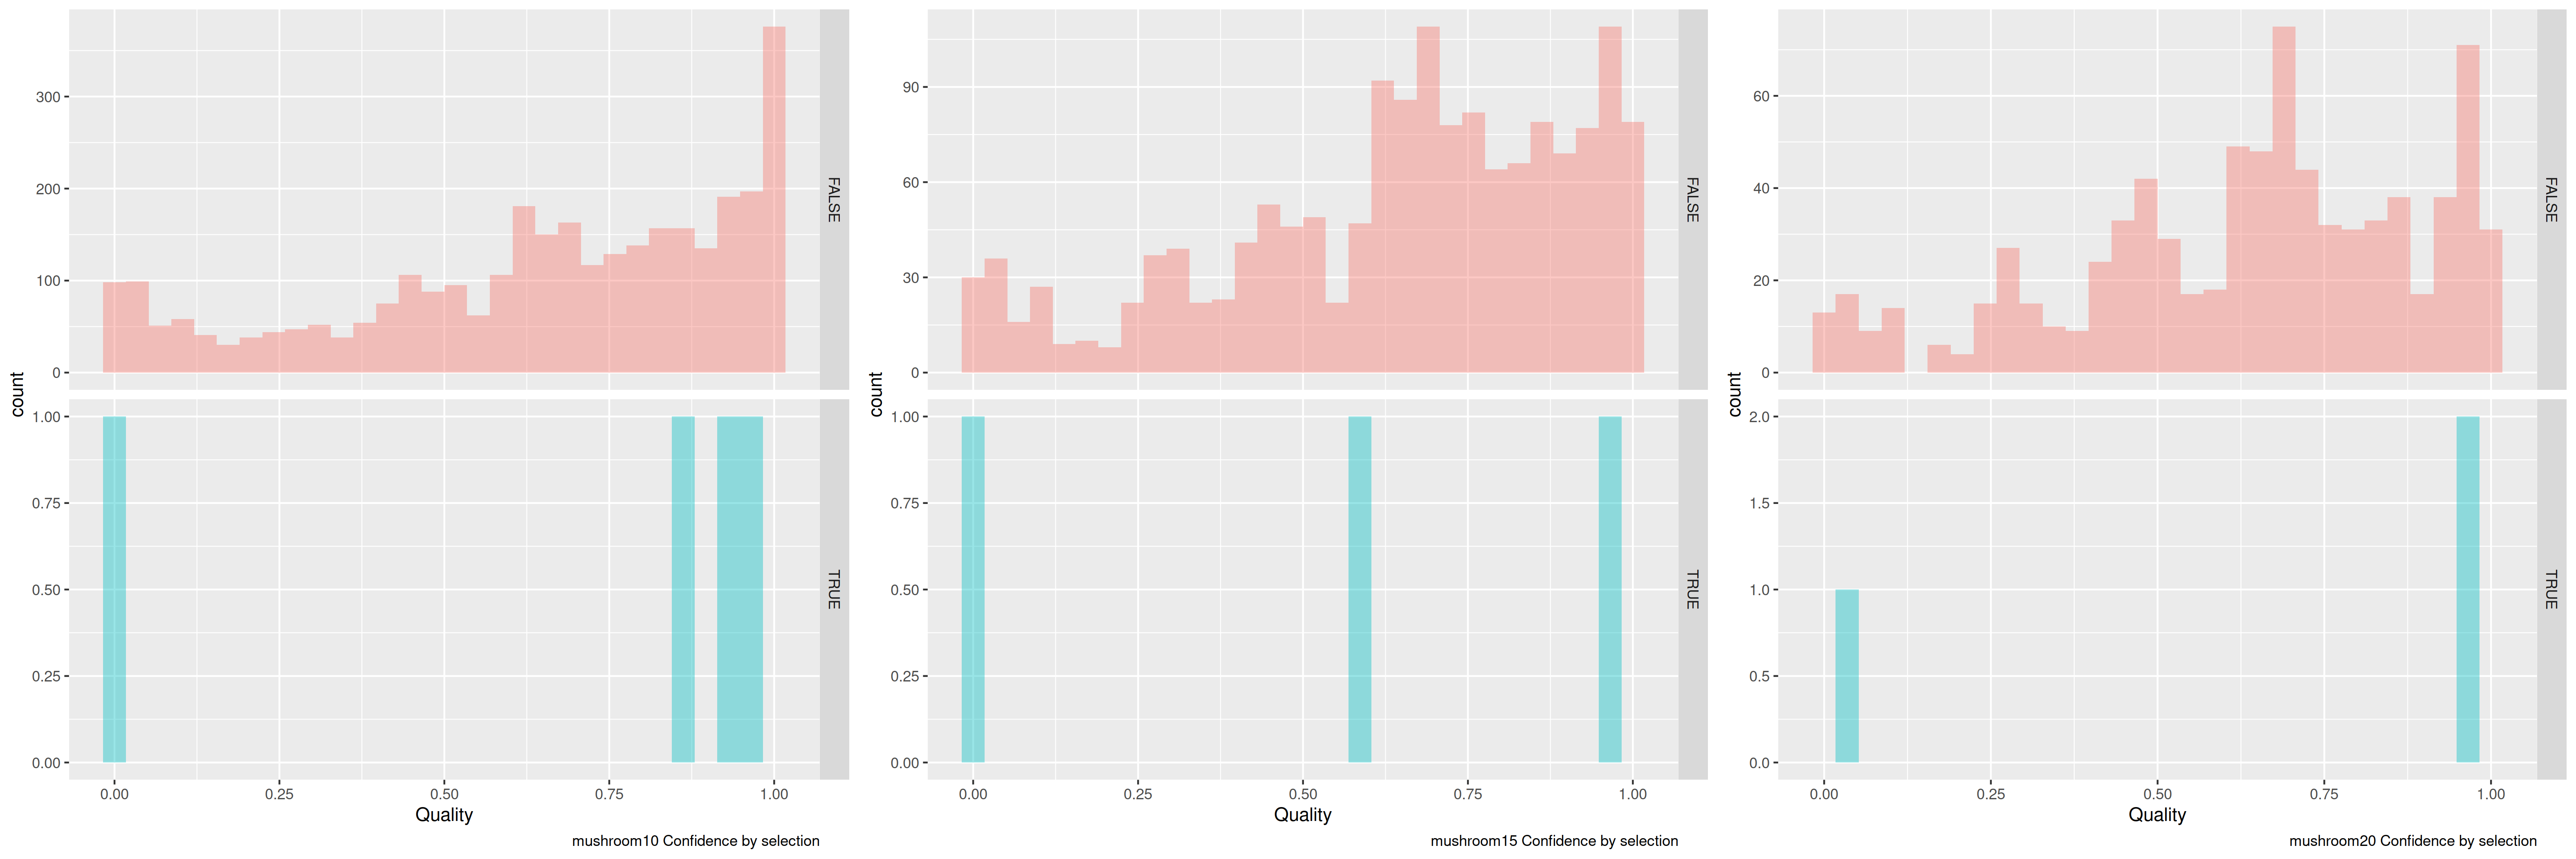 count
300
200
100
0
FALSE
1.00
0.75
0.50
0.25
0.00
TRUE
0.00 0.25 0.50 0.75 1.00
Quality
mushroom10 Confidence by selection
count
90
60
30
0
FALSE
1.00
0.75
0.50
0.25
0.00
TRUE
0.00 0.25 0.50 0.75 1.00
Quality
mushroom15 Confidence by selection
count
60
40
20
0
FALSE
2.0
1.5
1.0
0.5
0.0
TRUE
0.00 0.25 0.50 0.75 1.00
Quality
mushroom20 Confidence by selection